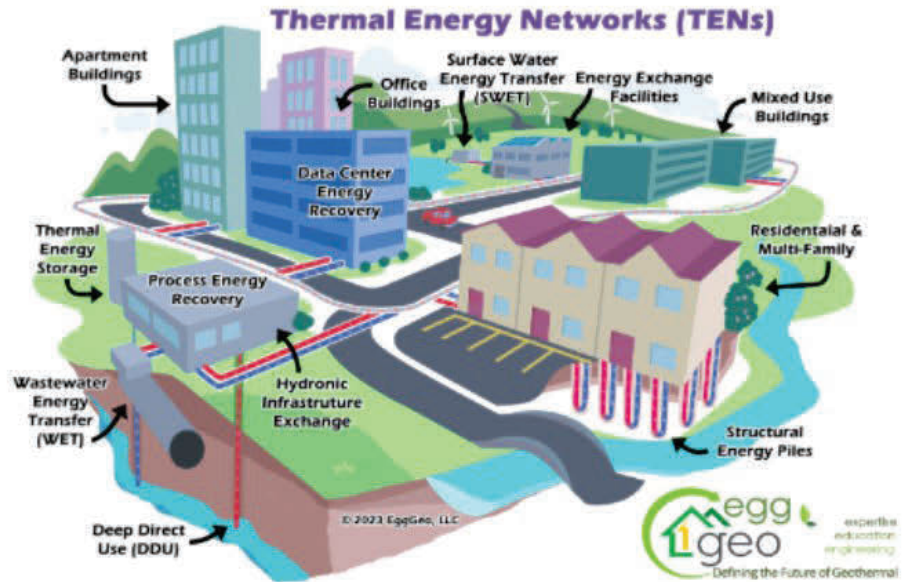 Thermal Energy Networks (TENs)
Apartment
Buildings
Office
Buildings
Surface Water
Energy Transfer
(SWET)
Energy Exchange
Facilities
Mixed Use
Buildings
Data Center
Energy
Recovery
Thermal
Energy
Storage
Process Energy
Recovery
Residentaial &
Multi-Family
Wastewater
Energy
Transfer
(WET)
Hydronic
Infrastruture
Exchange
Structural
Energy Piles
Deep Direct
Use (DDU)
© 2023 EggGeo, LLC
egg
geo
1
expertise
education
engineering
Defining the Future of Geothermal